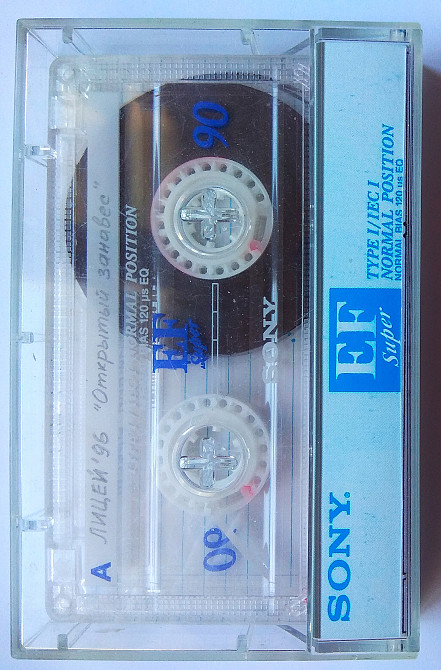 A ЛИЦЕЙ '96 "Открытый занавес"
90
NORMAL POSITION
BIAS 120 µs EQ
EF
Super
SONY
90
SONY.
EF
Super
TYPE I/IEC I
NORMAL POSITION
NORMAL BIAS 120 µs EQ